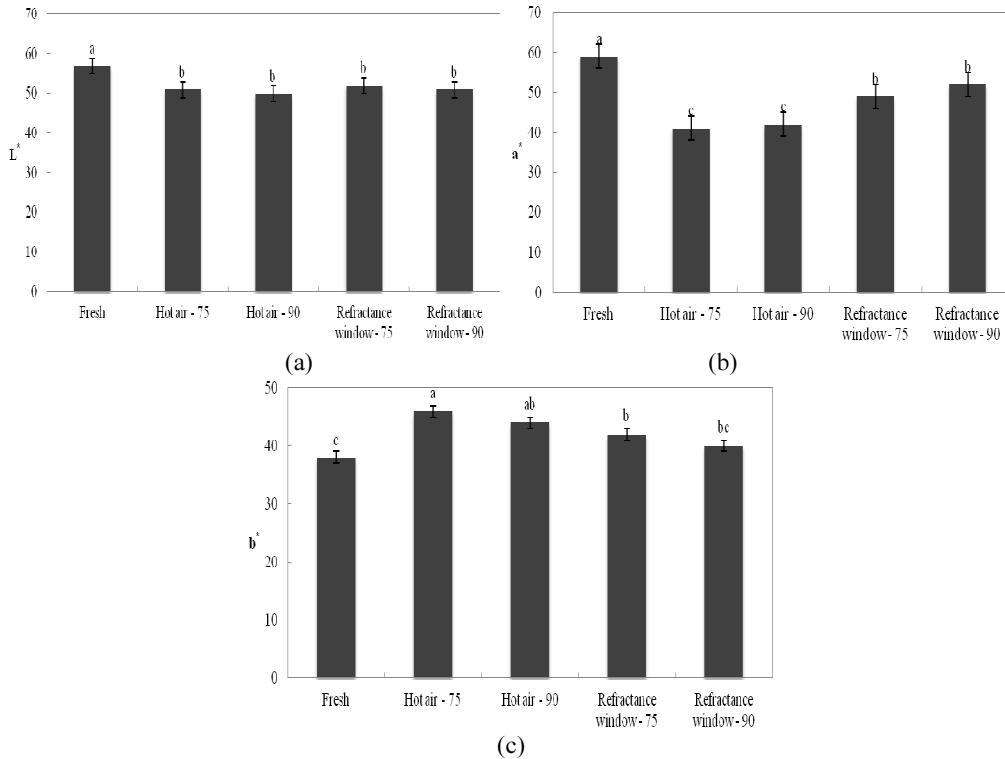 70
60
50
40
30
20
10
0
L*
a
b
b
b
b
Fresh
Hot air - 75
Hot air - 90
Refractance
window - 75
Refractance
window - 90
(a)
70
60
50
40
30
20
10
0
a*
a
c
c
b
b
Fresh
Hot air - 75
Hot air - 90
Refractance
window - 75
Refractance
window - 90
(b)
50
40
30
20
10
0
b*
c
a
ab
b
bc
Fresh
Hot air - 75
Hot air - 90
Refractance
window - 75
Refractance
window - 90
(c)